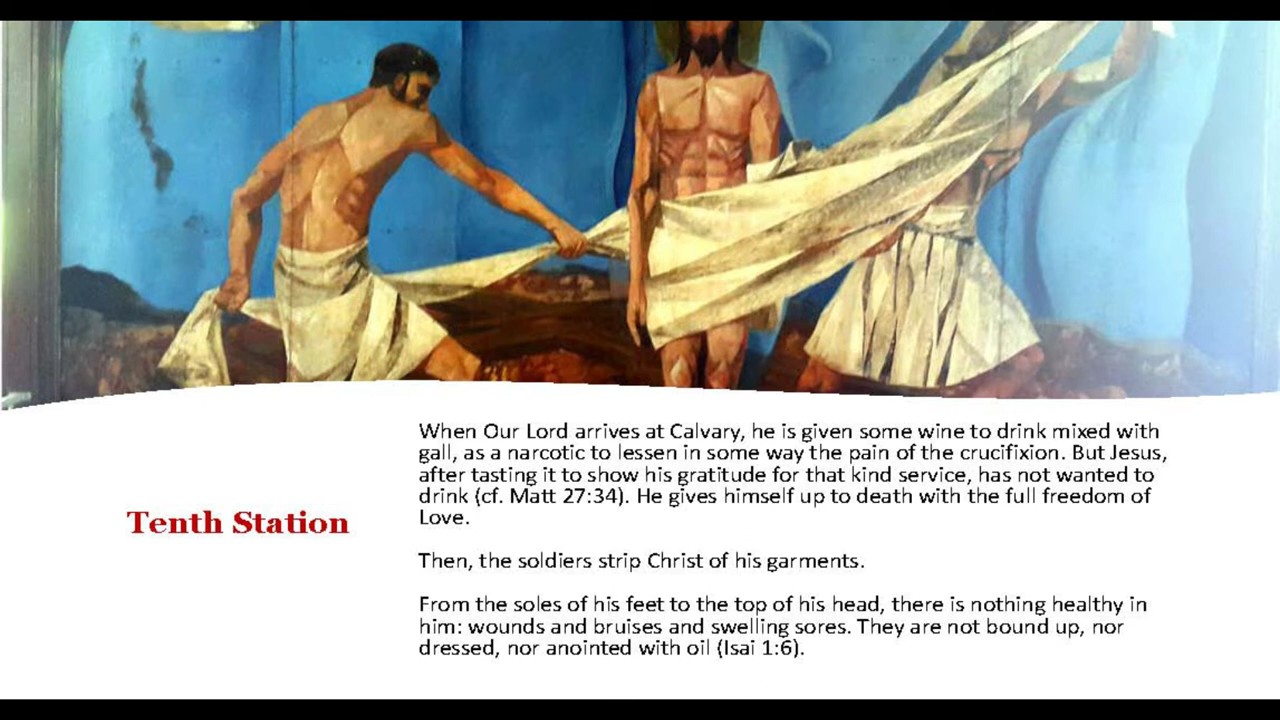 Tenth Station
When Our Lord arrives at Calvary, he is given some wine to drink mixed with
gall, as a narcotic to lessen in some way the pain of the crucifixion. But Jesus,
after tasting it to show his gratitude for that kind service, has not wanted to
drink (cf. Matt 27:34). He gives himself up to death with the full freedom of
Love.
Then, the soldiers strip Christ of his garments.
From the soles of his feet to the top of his head, there is nothing healthy in
him: wounds and bruises and swelling sores. They are not bound up, nor
dressed, nor anointed with oil (Isai 1:6).